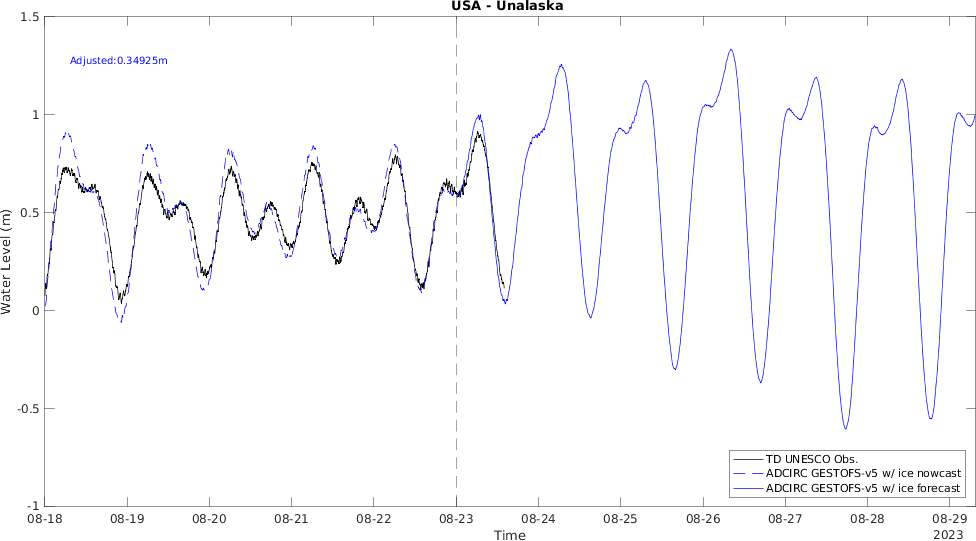 USA - Unalaska
Adjusted:0.34925m
Water Level (m)
1.5
1
0.5
0
-0.5
-1
TD UNESCO Obs.
ADCIRC GESTOFS-v5 w/ ice nowcast
ADCIRC GESTOFS-v5 w/ ice forecast
08-18 08-19 08-20 08-21 08-22 08-23 08-24 08-25 08-26 08-27 08-28 08-29
Time
2023